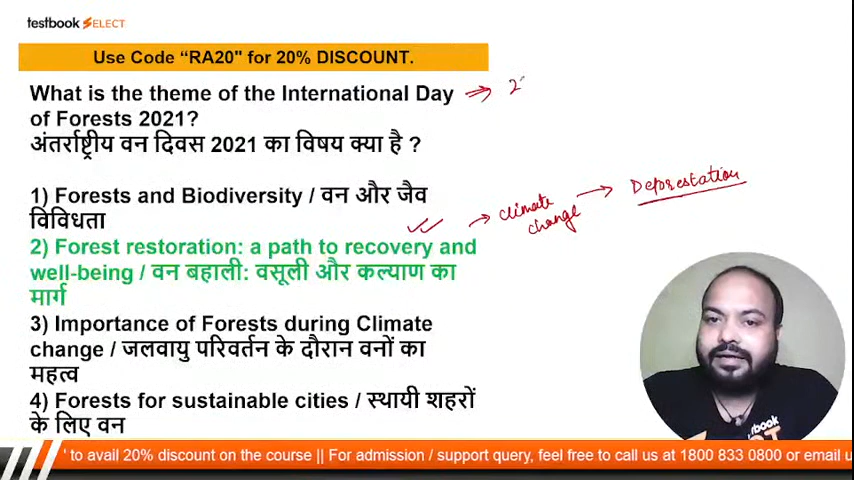 testbook SELECT
Use Code “RA20" for 20% DISCOUNT.
What is the theme of the International Day
of Forests 2021?
अंतर्राष्ट्रीय वन दिवस 2021 का विषय क्या है ?
1) Forests and Biodiversity / वन और जैव
विविधता
2) Forest restoration: a path to recovery and
well-being / वन बहाली: वसूली और कल्याण का
मार्ग
3) Importance of Forests during Climate
change / जलवायु परिवर्तन के दौरान वनों का
महत्व
4) Forests for sustainable cities / स्थायी शहरों
के लिए वन
climate
change
Deforestation
' to avail 20% discount on the course || For admission / support query, feel free to call us at 1800 833 0800 or email u